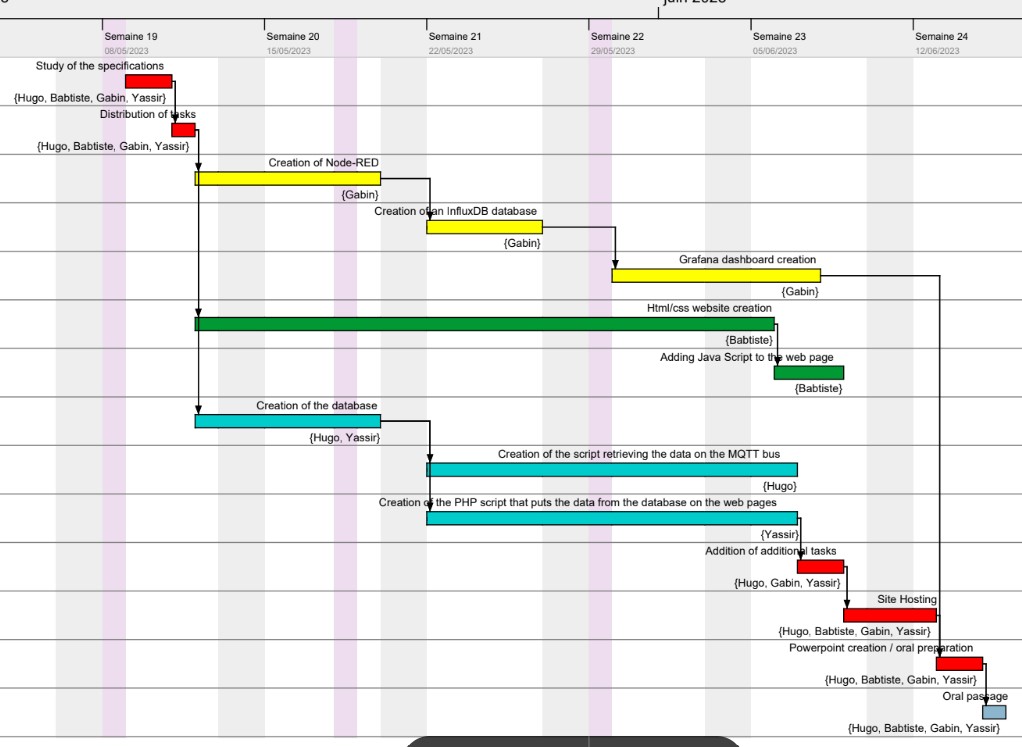 juin 2023
Semaine 19
Semaine 20
Semaine 21
Semaine 22
Semaine 23
Semaine 24
08/05/2023
15/05/2023
22/05/2023
29/05/2023
05/06/2023
12/06/2023
Study of the specifications
{Hugo, Babtiste, Gabin, Yassir}
Distribution of tasks
{Hugo, Babtiste, Gabin, Yassir}
Creation of Node-RED
{Gabin}
Creation of an InfluxDB database
{Gabin}
Grafana dashboard creation
{Gabin}
Html/css website creation
{Babtiste}
Adding Java Script to the web page
{Babtiste}
Creation of the database
{Hugo, Yassir}
Creation of the script retrieving the data on the MQTT bus
{Hugo}
Creation of the PHP script that puts the data from the database on the web pages
{Yassir}
Addition of additional tasks
{Hugo, Gabin, Yassir}
Site Hosting
{Hugo, Babtiste, Gabin, Yassir}
Powerpoint creation / oral preparation
{Hugo, Babtiste, Gabin, Yassir}
Oral passage
{Hugo, Babtiste, Gabin, Yassir}